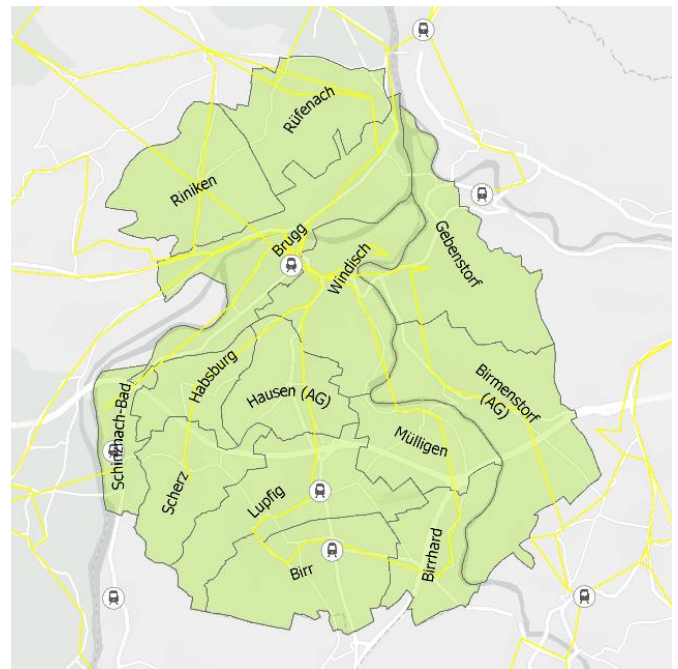 Rüfenach
Riniken
Brugg
Windisch
Gebenstorf
Habsburg
Hausen (AG)
Birmenstorf
(AG)
Schinznach-Bad
Mülligen
Scherz
Lupfig
Birr
Birrhard